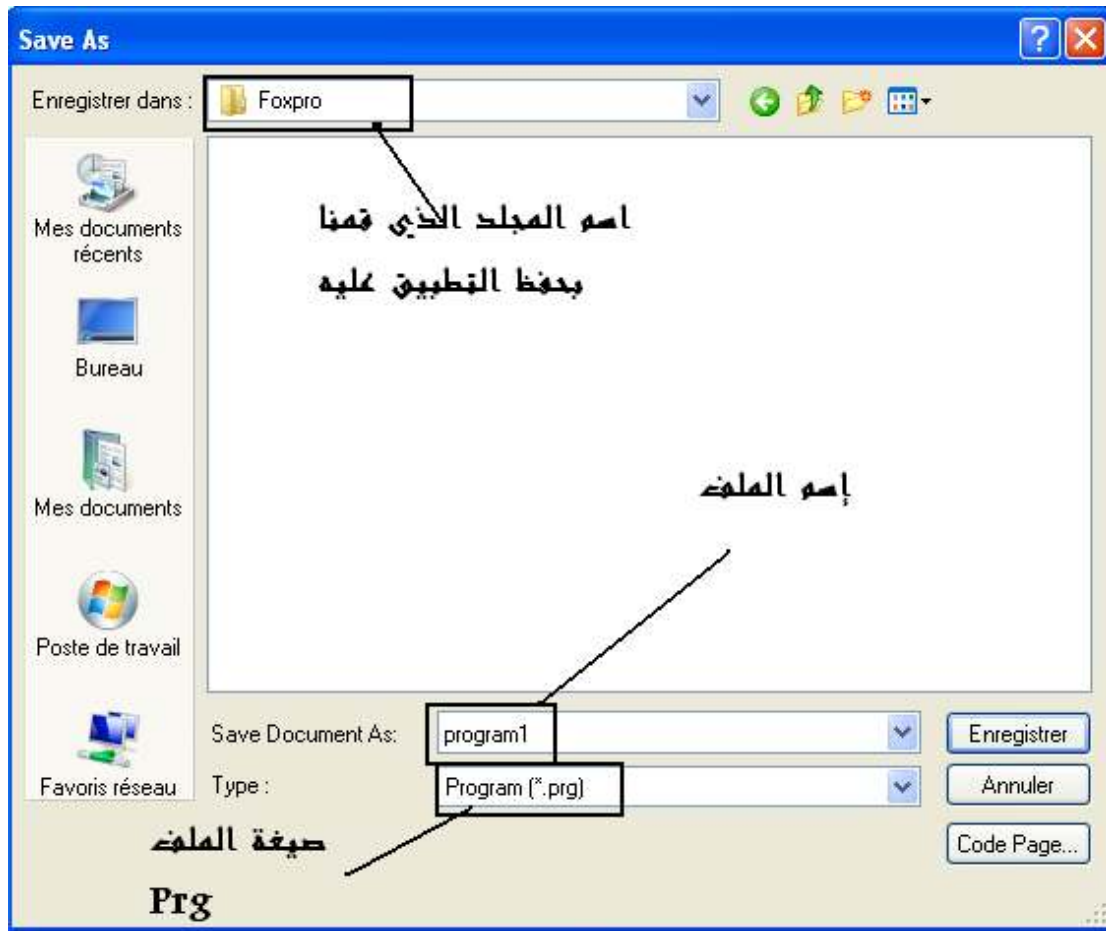 Save As
Enregistrer dans :
Foxpro
Mes documents
récents
Bureau
Mes documents
Poste de travail
Favoris réseau
اسم المجلد الذي قمنا
بحفظ التطبيق عليه
إسم الملف
Save Document As:
program1
Enregistrer
Type :
Program (*.prg)
Annuler
Code Page...
صيغة الملف
Prg